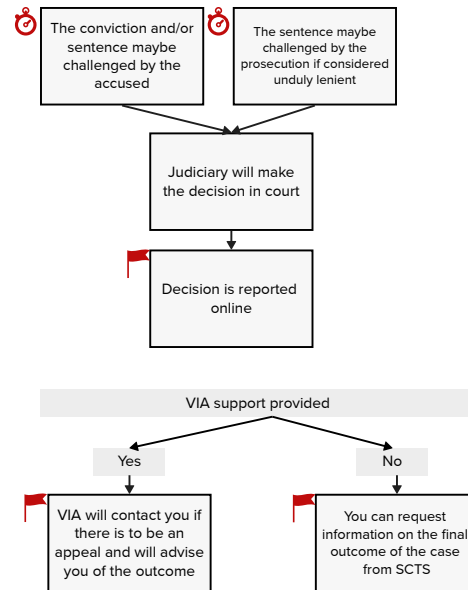 The conviction and/or
sentence maybe
challenged by the
accused
The sentence maybe
challenged by the
prosecution if considered
unduly lenient
Judiciary will make
the decision in court
Decision is reported
online
VIA support provided
Yes
No
VIA will contact you if
there is to be an
appeal and will advise
you of the outcome
You can request
information on the final
outcome of the case
from SCTS